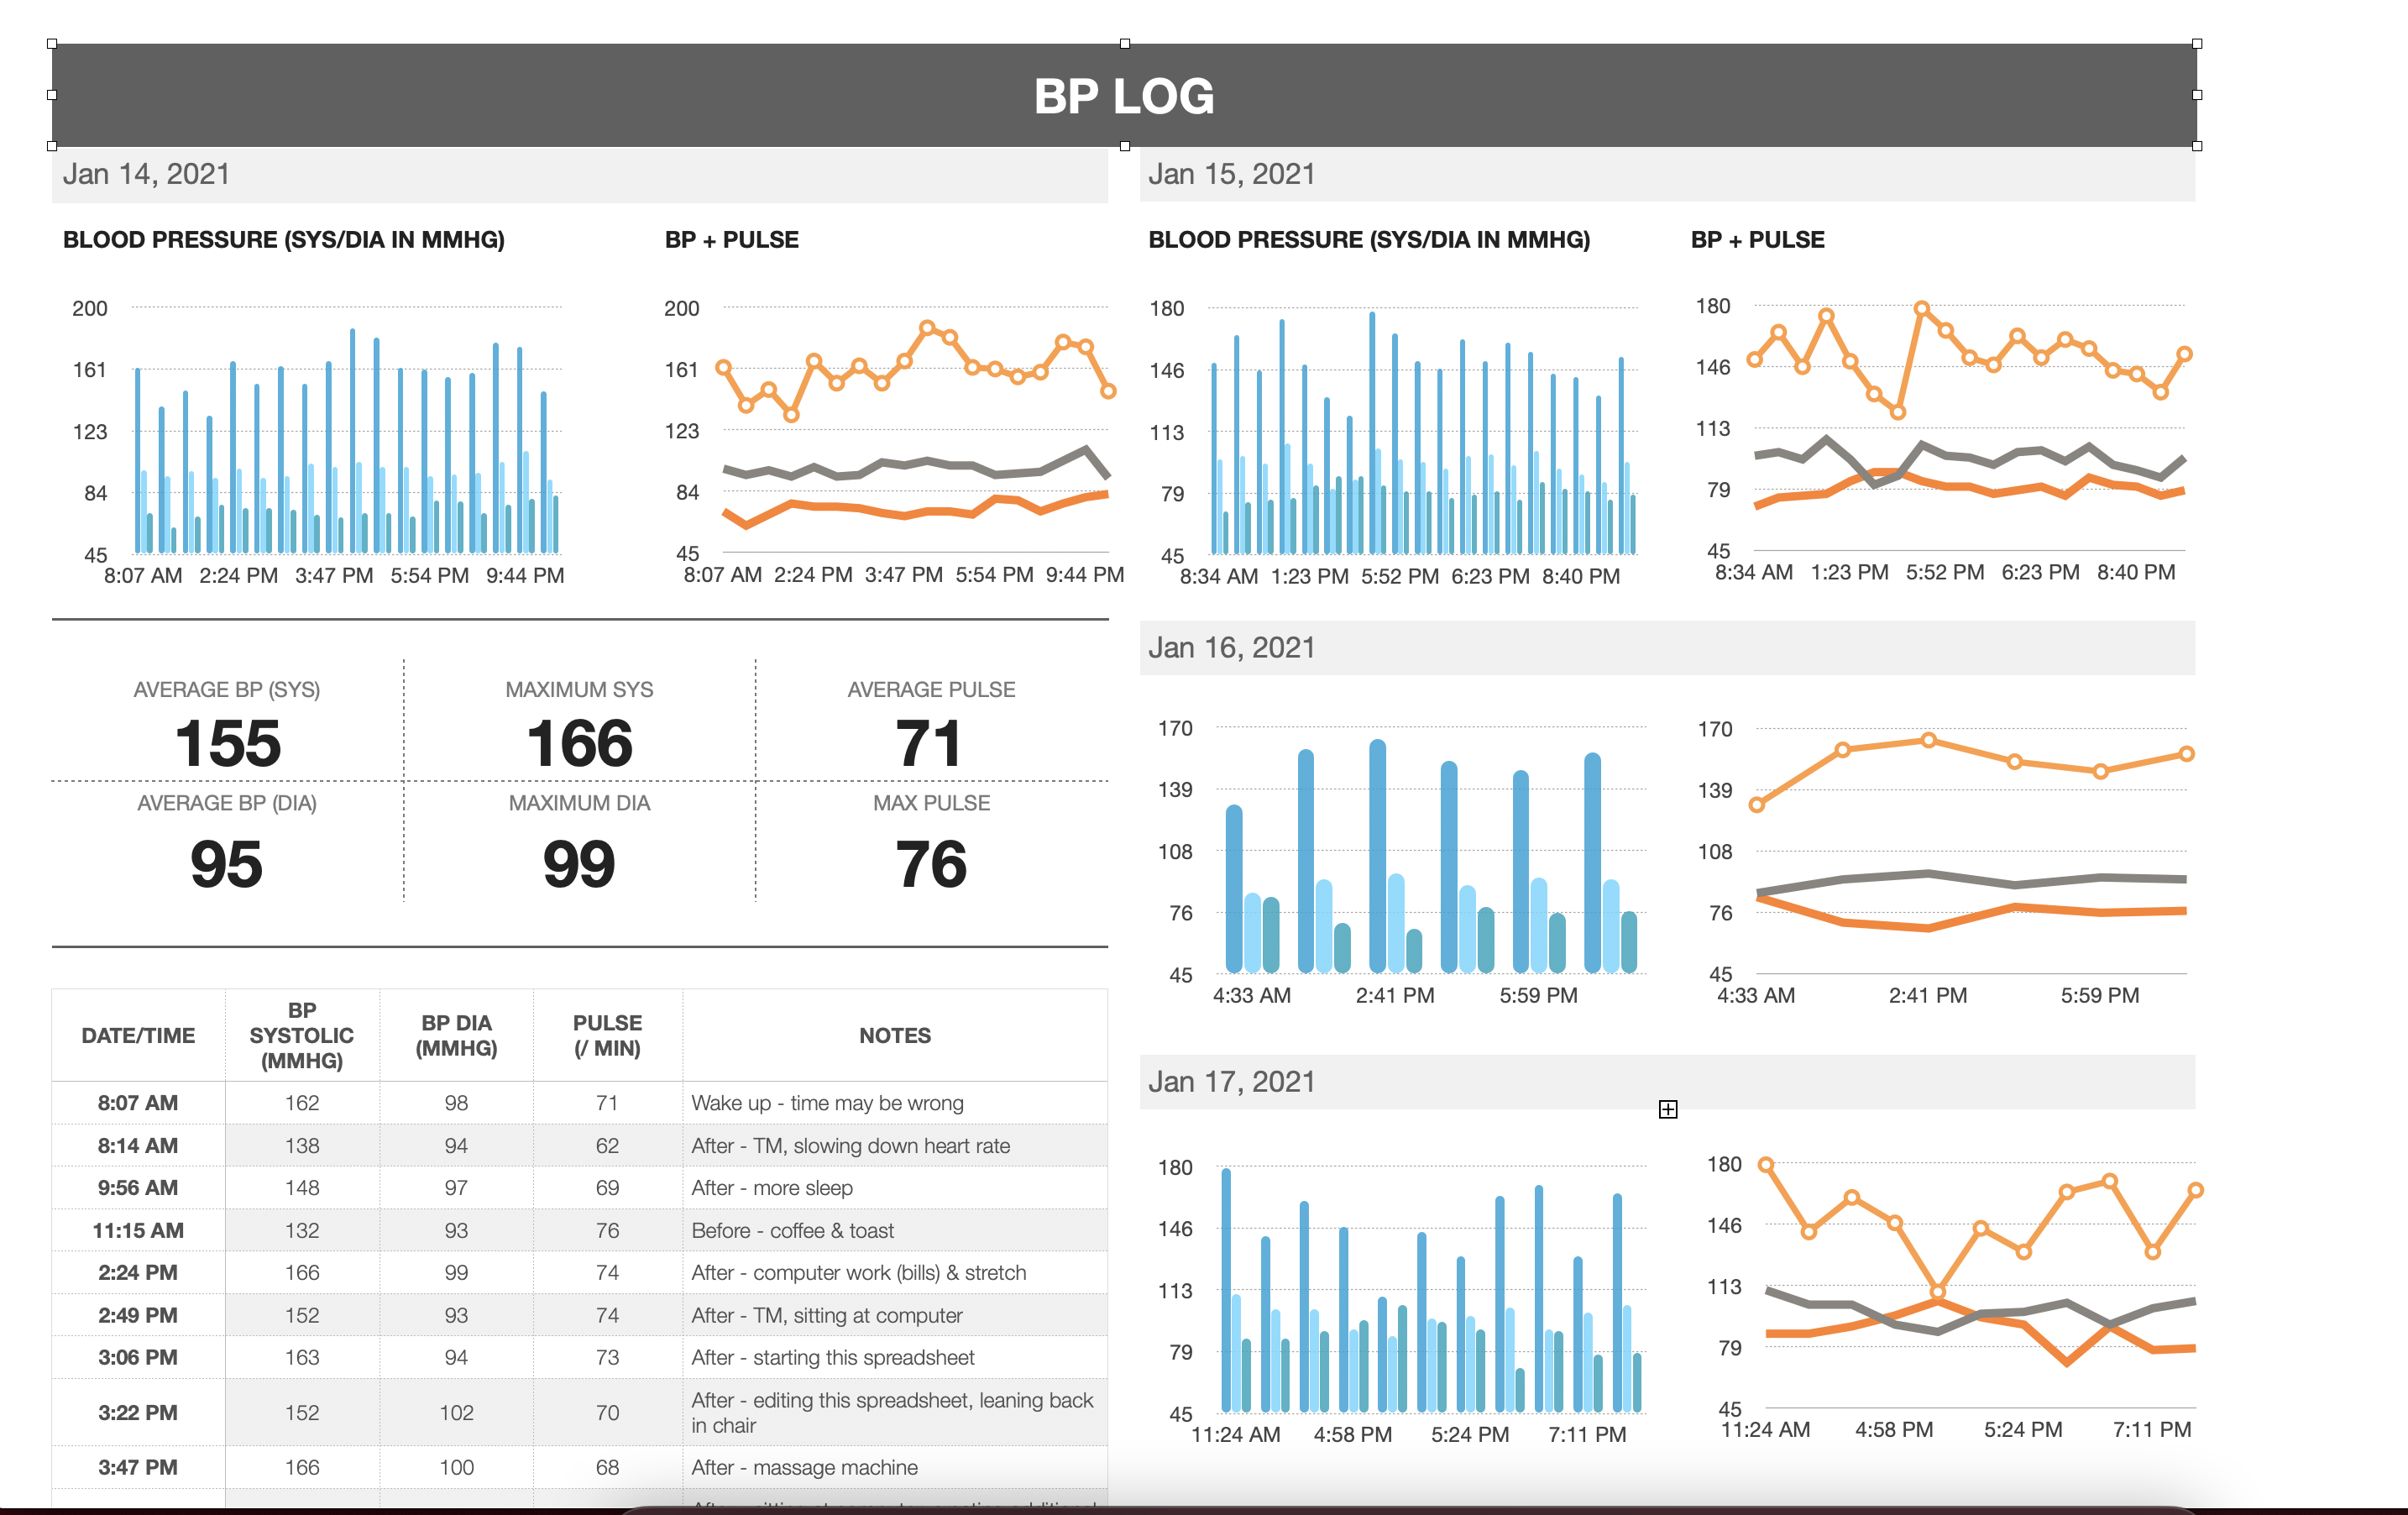 BP LOG
Jan 14, 2021
BLOOD PRESSURE (SYS/DIA IN MMHG)
200
161
123
84
45
8:07 AM 2:24 PM 3:47 PM 5:54 PM 9:44 PM
BP + PULSE
200
161
123
84
45
8:07 AM 2:24 PM 3:47 PM 5:54 PM 9:44 PM
AVERAGE BP (SYS)
155
MAXIMUM SYS
166
AVERAGE PULSE
71
AVERAGE BP (DIA)
95
MAXIMUM DIA
99
MAX PULSE
76
DATE/TIME BP SYSTOLIC (MMHG) BP DIA (MMHG) PULSE (/ MIN) NOTES
8:07 AM 162 98 71 Wake up - time may be wrong
8:14 AM 138 94 62 After - TM, slowing down heart rate
9:56 AM 148 97 69 After - more sleep
11:15 AM 132 93 76 Before - coffee & toast
2:24 PM 166 99 74 After - computer work (bills) & stretch
2:49 PM 152 93 74 After - TM, sitting at computer
3:06 PM 163 94 73 After - starting this spreadsheet
3:22 PM 152 102 70 After - editing this spreadsheet, leaning back
in chair
3:47 PM 166 100 68 After - massage machine
Jan 15, 2021
BLOOD PRESSURE (SYS/DIA IN MMHG)
180
146
113
79
45
8:34 AM 1:23 PM 5:52 PM 6:23 PM 8:40 PM
BP + PULSE
180
146
113
79
45
8:34 AM 1:23 PM 5:52 PM 6:23 PM 8:40 PM
Jan 16, 2021
170
139
108
76
45
4:33 AM 2:41 PM 5:59 PM
170
139
108
76
45
4:33 AM 2:41 PM 5:59 PM
Jan 17, 2021
180
146
113
79
45
11:24 AM 4:58 PM 5:24 PM 7:11 PM
180
146
113
79
45
11:24 AM 4:58 PM 5:24 PM 7:11 PM